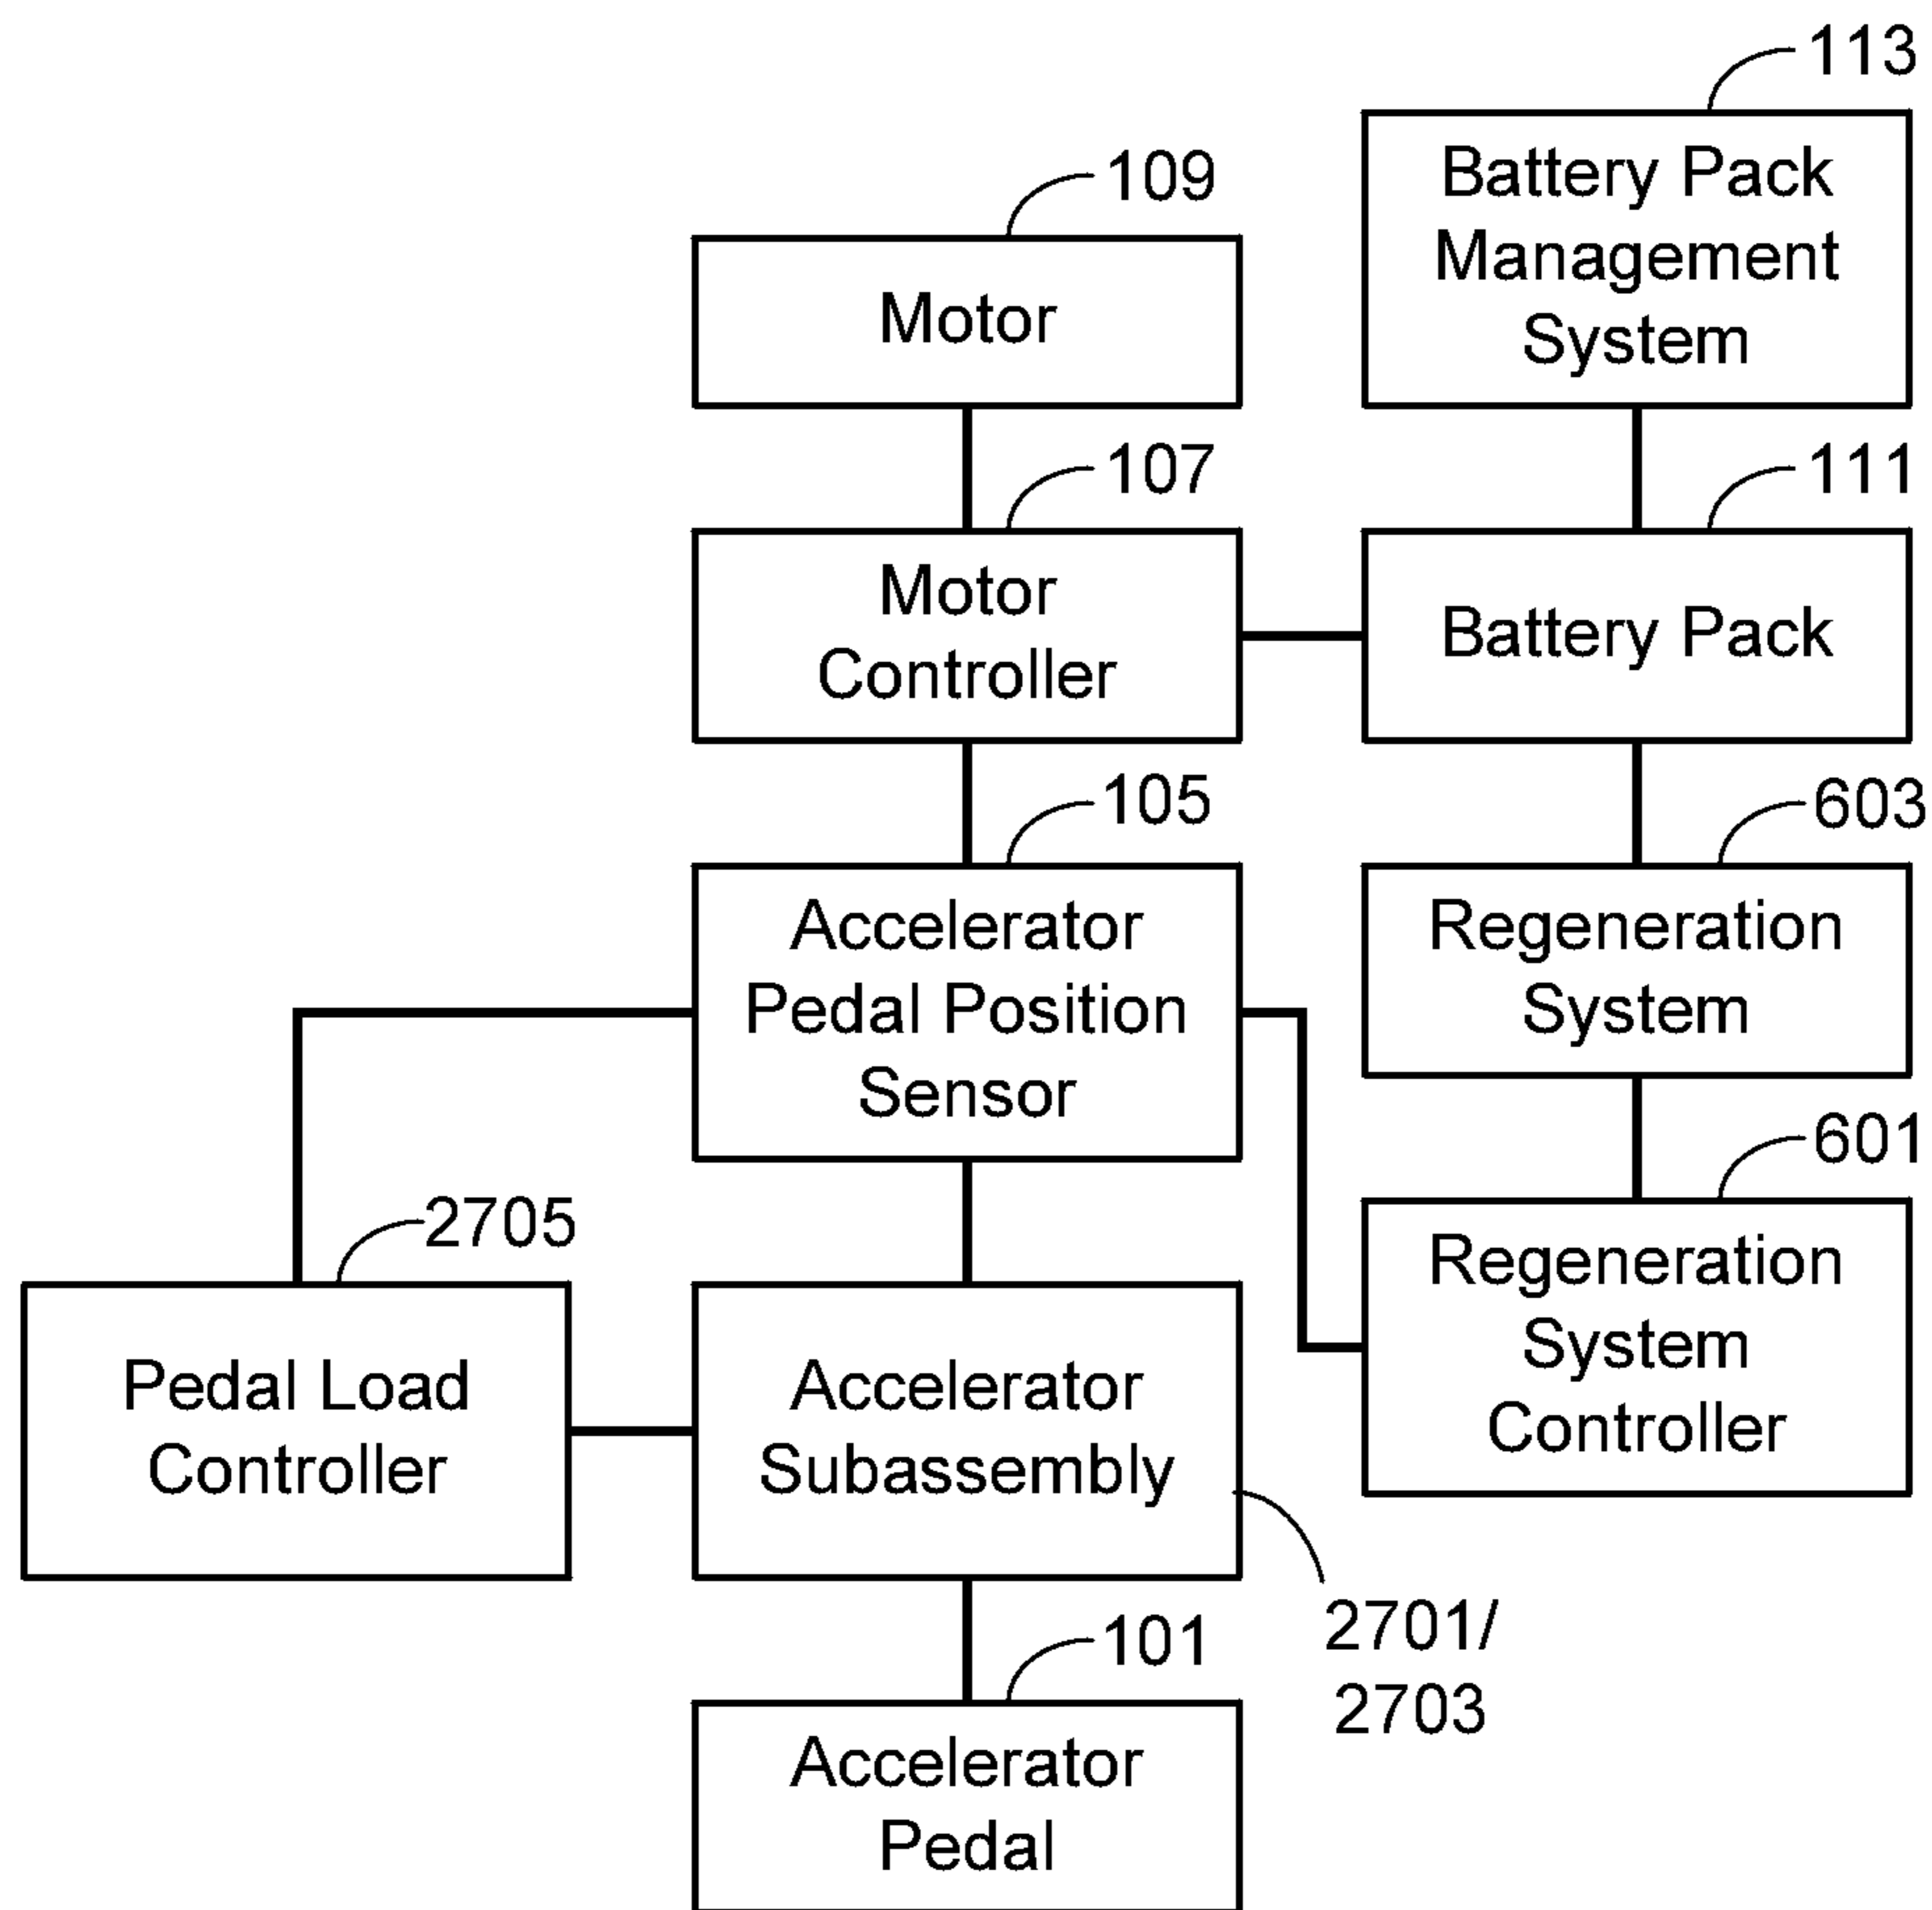 113
Battery Pack
Management
System
109
Motor
107
Motor
Controller
111
Battery Pack
105
Accelerator
Pedal Position
Sensor
603
Regeneration
System
601
Regeneration
System
Controller
2705
Pedal Load
Controller
Accelerator
Subassembly
2701/
2703
101
Accelerator
Pedal